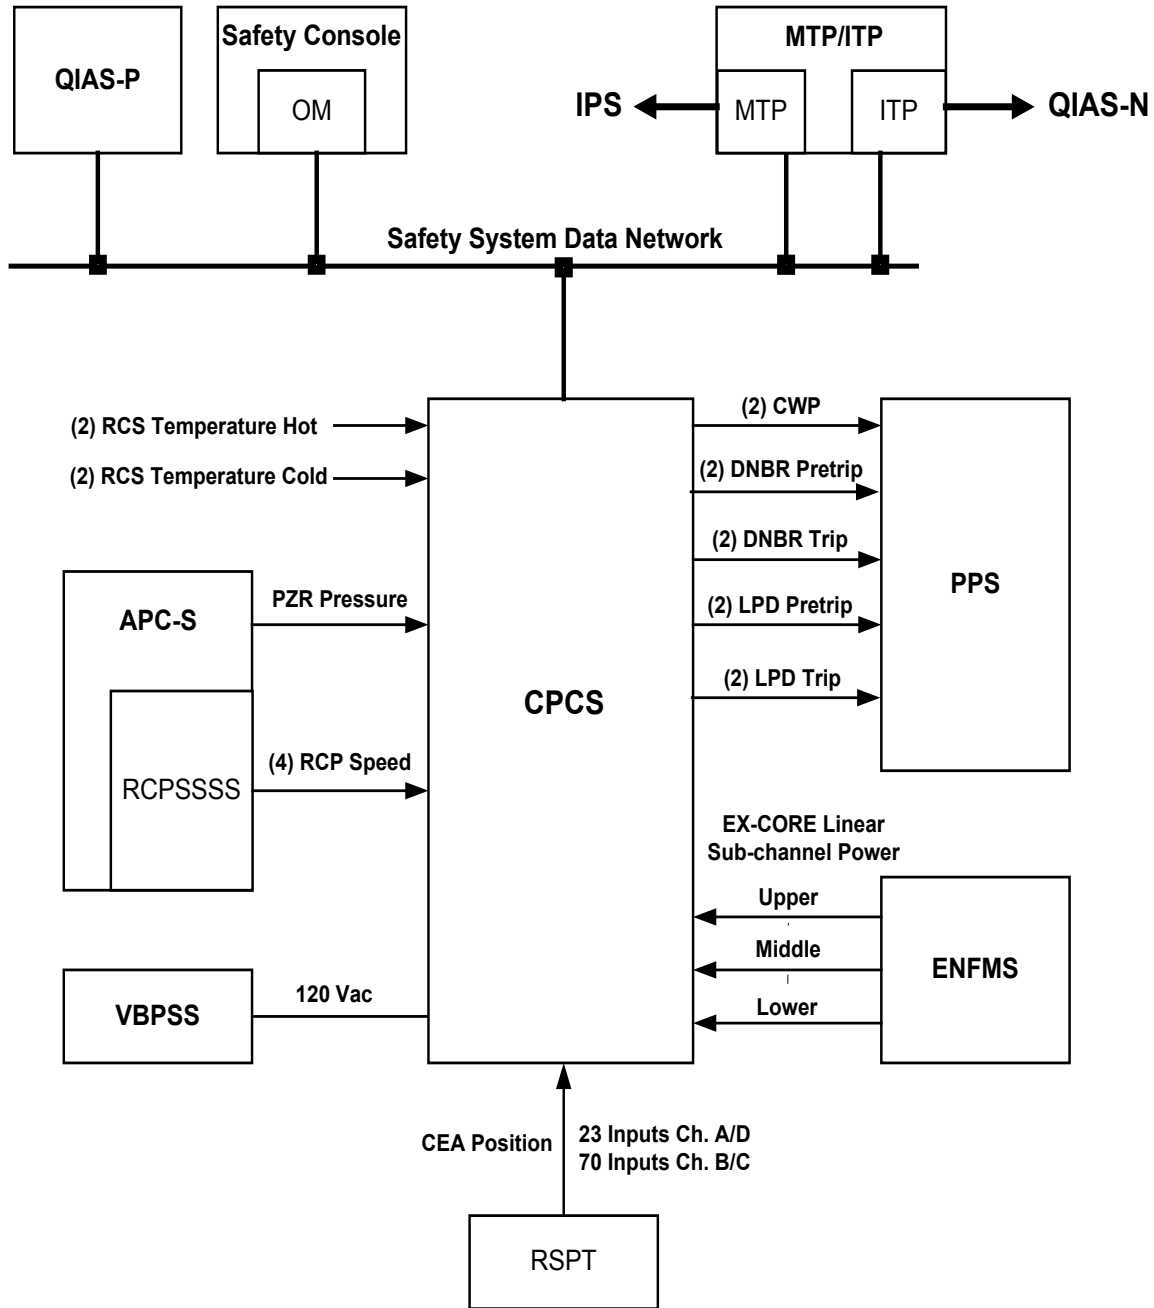 QIAS-P
Safety Console
OM
MTP/ITP
IPS
MTP
ITP
QIAS-N
Safety System Data Network
(2) RCS Temperature Hot
(2) RCS Temperature Cold
APC-S
PZR Pressure
RCPSSSS
(4) RCP Speed
VBPSS
120 Vac
CPCS
(2) CWP
(2) DNBR Pretrip
(2) DNBR Trip
(2) LPD Pretrip
(2) LPD Trip
PPS
EX-CORE Linear
Sub-channel Power
Upper
Middle
Lower
ENFMS
CEA Position
23 Inputs Ch. A/D
70 Inputs Ch. B/C
RSPT